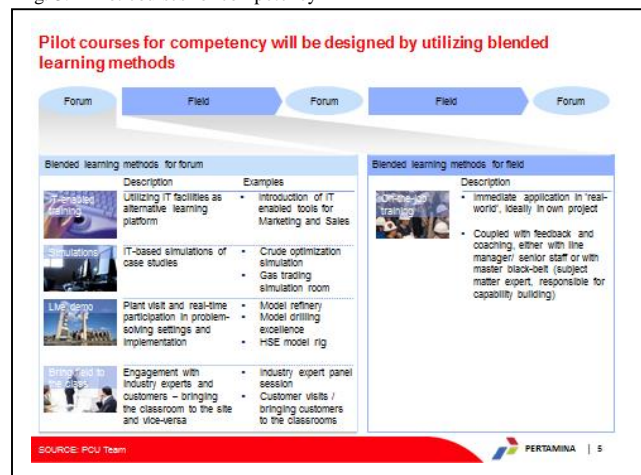 Pilot courses for competency will be designed by utilizing blended
learning methods
Forum
Field
Forum
Field
Forum
Blended learning methods for forum
Description
Examples
IT-enabled
training
Utilizing IT facilities as
alternative learning
platform
• Introduction of IT
enabled tools for
Marketing and Sales
Simulations
IT-based simulations of
case studies
• Crude optimization
simulation
• Gas trading
simulation room
Live demo
Plant visit and real-time
participation in problem-
solving settings and
implementation
• Model refinery
• Model drilling
excellence
• HSE model rig
Bring field to
the class
Engagement with
industry experts and
customers – bringing
the classroom to the site
and vice-versa
• Industry expert panel
session
• Customer visits /
bringing customers
to the classrooms
Blended learning methods for field
Description
On-the-job
training
• Immediate application in 'real-
world', ideally in own project
• Coupled with feedback and
coaching, either with line
manager/ senior staff or with
master black-belt (subject
matter expert, responsible for
capability building)
SOURCE: PCU Team
PERTAMINA | 5